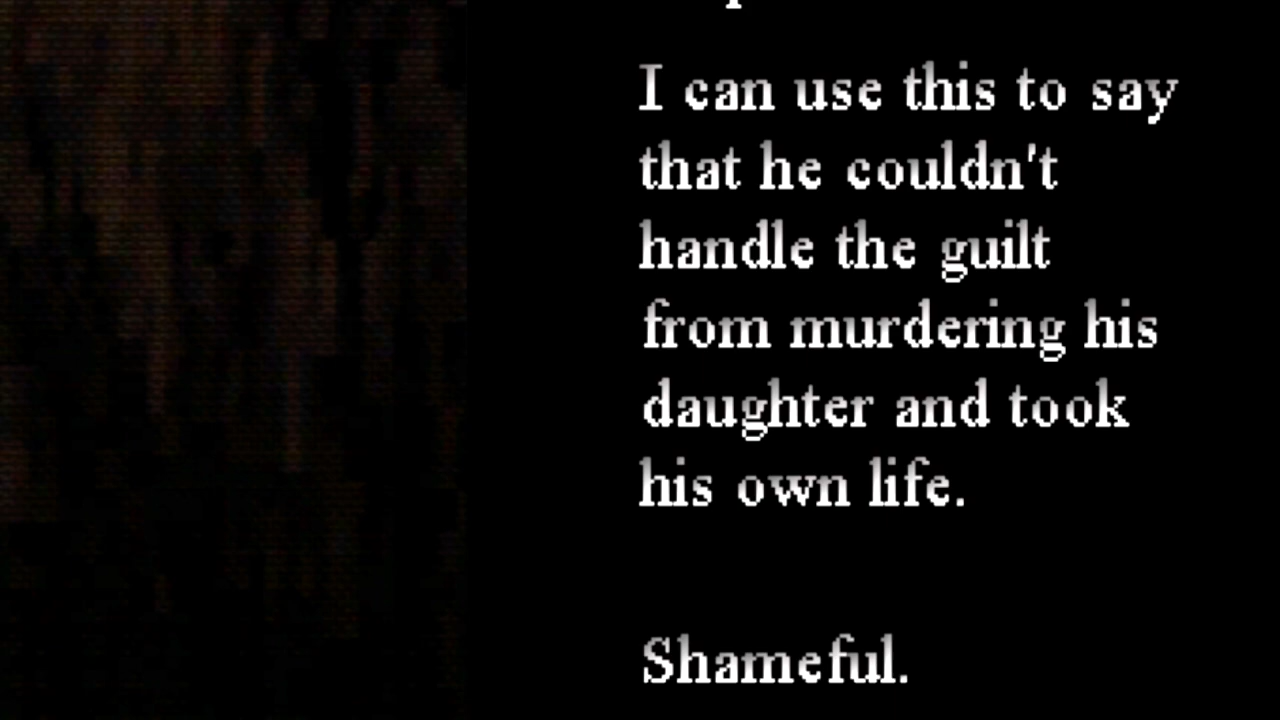 I can use this to say
that he couldn't
handle the guilt
from murdering his
daughter and took
his own life.
Shameful.